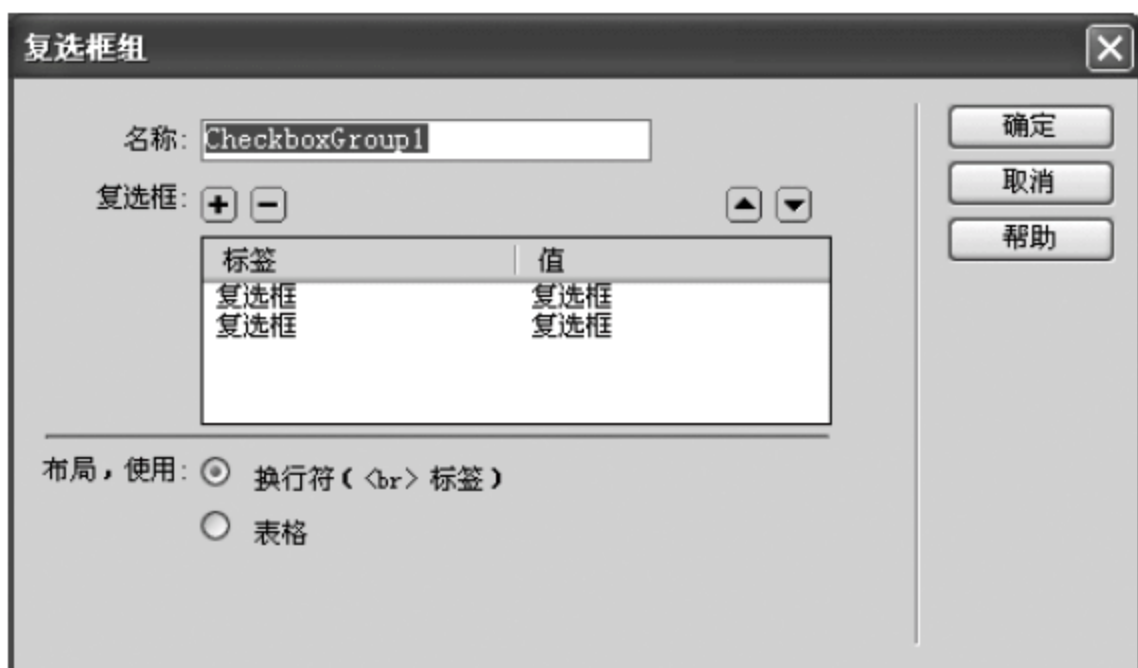 复选框组
名称: CheckboxGroup1
确定
取消
帮助
复选框:
标签 值
复选框 复选框
复选框 复选框
布局，使用: 换行符(<br> 标签)
表格